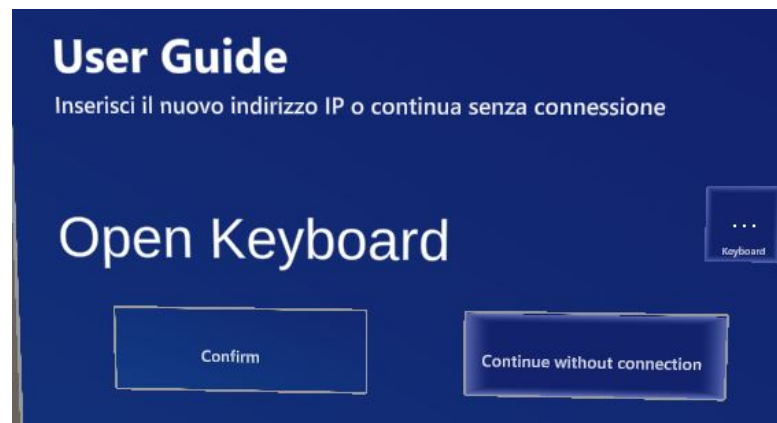 User Guide
Inserisci il nuovo indirizzo IP o continua senza connessione
Open Keyboard
...
Keyboard
Confirm
Continue without connection